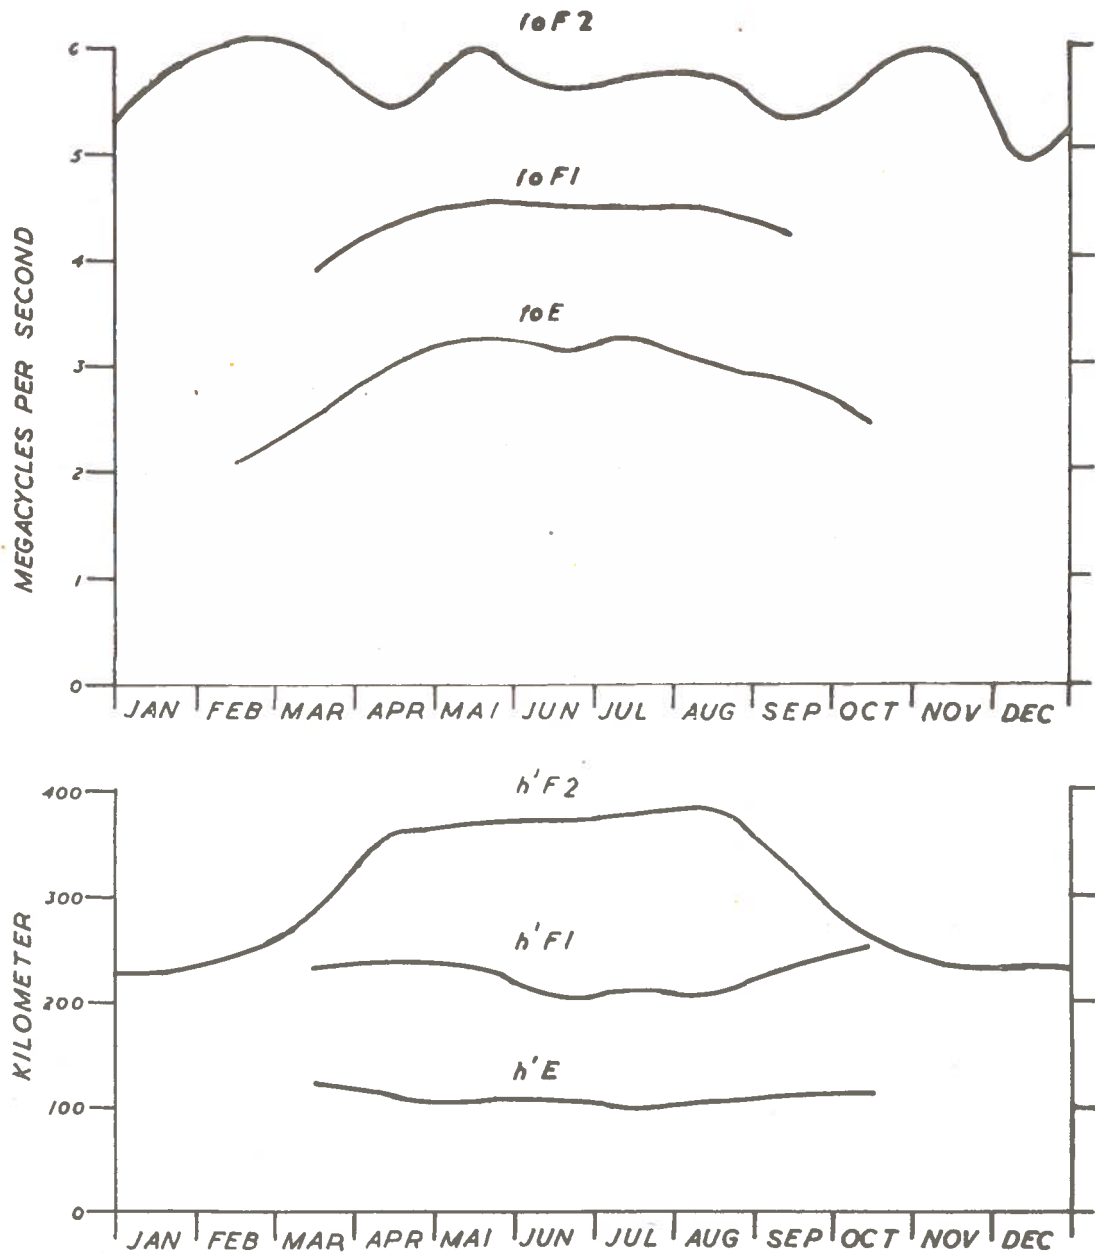 foF2
6
5
foF1
4
foE
3
2
1
0
MEGACYCLES PER SECOND
JAN FEB MAR APR MAI JUN JUL AUG SEP OCT NOV DEC
h'F2
400
300
h'F1
200
h'E
100
0
KILOMETER
JAN FEB MAR APR MAI JUN JUL AUG SEP OCT NOV DEC